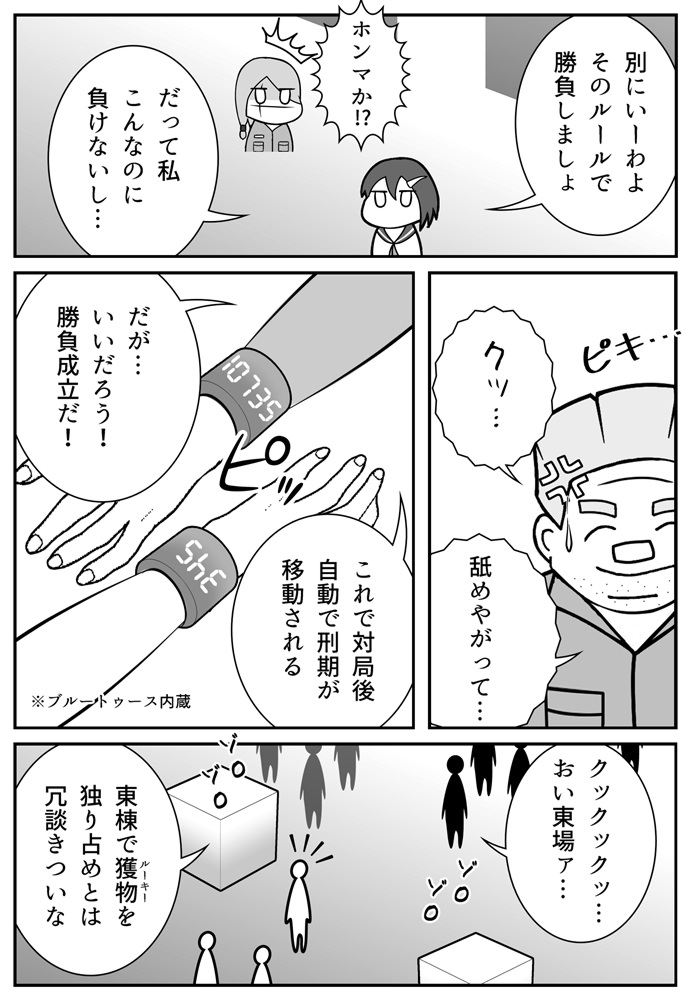 別にいーわよ
そのルールで
勝負しましょ
ホンマか!?
だって私
こんなのに
負けないし…
ピキ…
クッ…
舐めやがって…
だが…
いいだろう!
勝負成立だ!
10735
ピッ
345
これで対局後
自動で刑期が
移動される
※ブルートゥース内蔵
クックックッ…
おい東場ァ…
ゾ
ゾ
ゾ
ゾ
東棟で獲物を
ルーキー
独り占めとは
冗談きついな